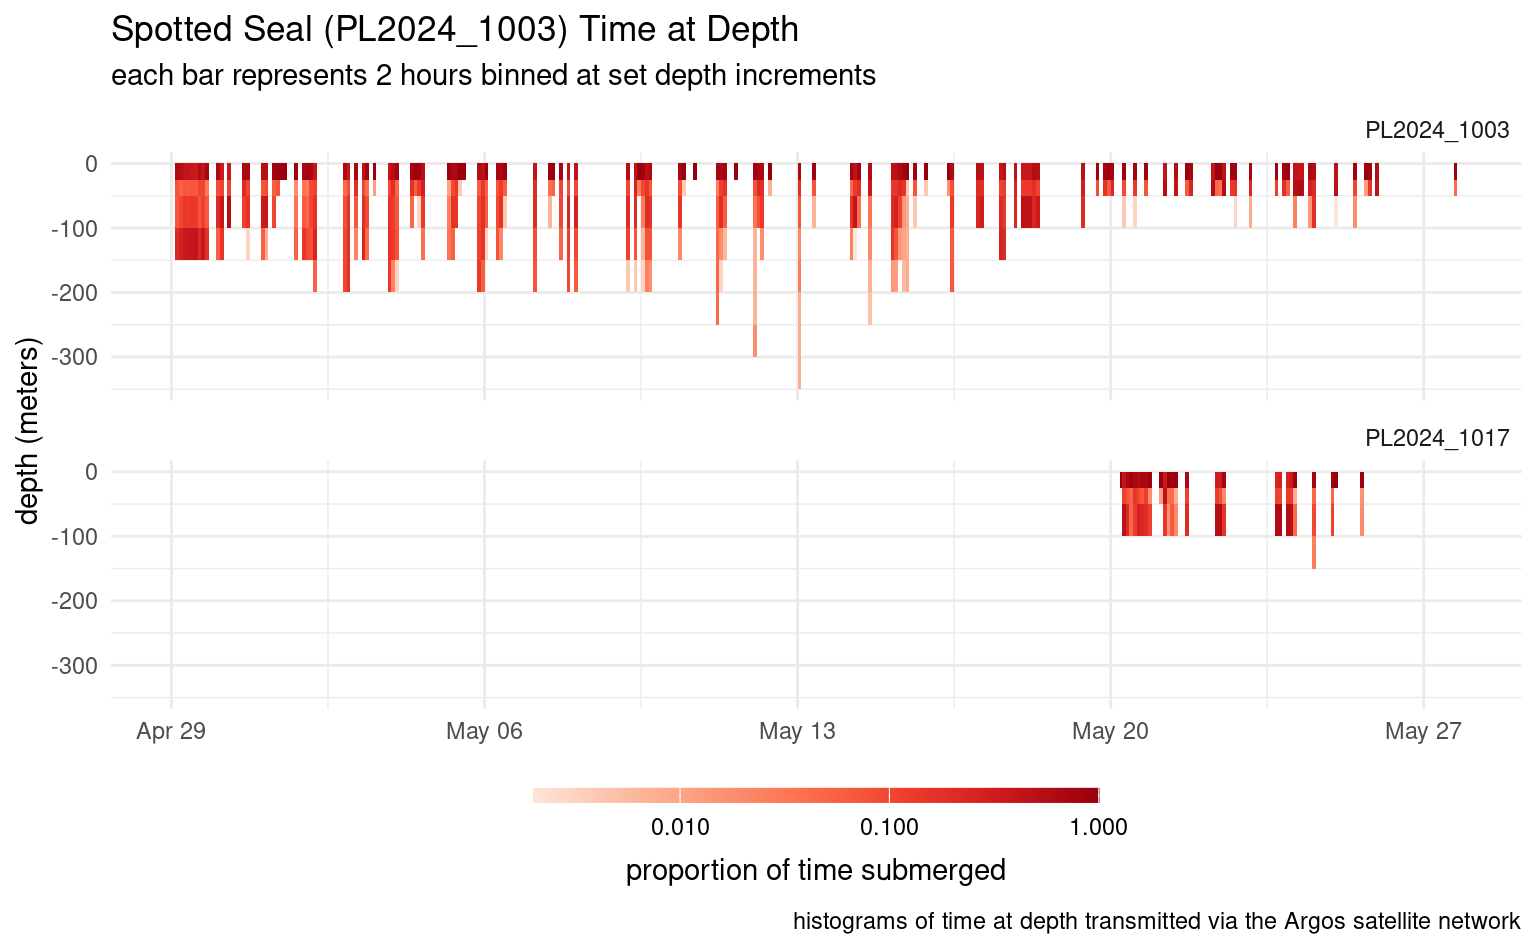 Spotted Seal (PL2024_1003) Time at Depth
each bar represents 2 hours binned at set depth increments
PL2024_1003
0
-100
-200
-300
depth (meters)
PL2024_1017
0
-100
-200
-300
Apr 29
May 06
May 13
May 20
May 27
0.010
0.100
1.000
proportion of time submerged
histograms of time at depth transmitted via the Argos satellite network